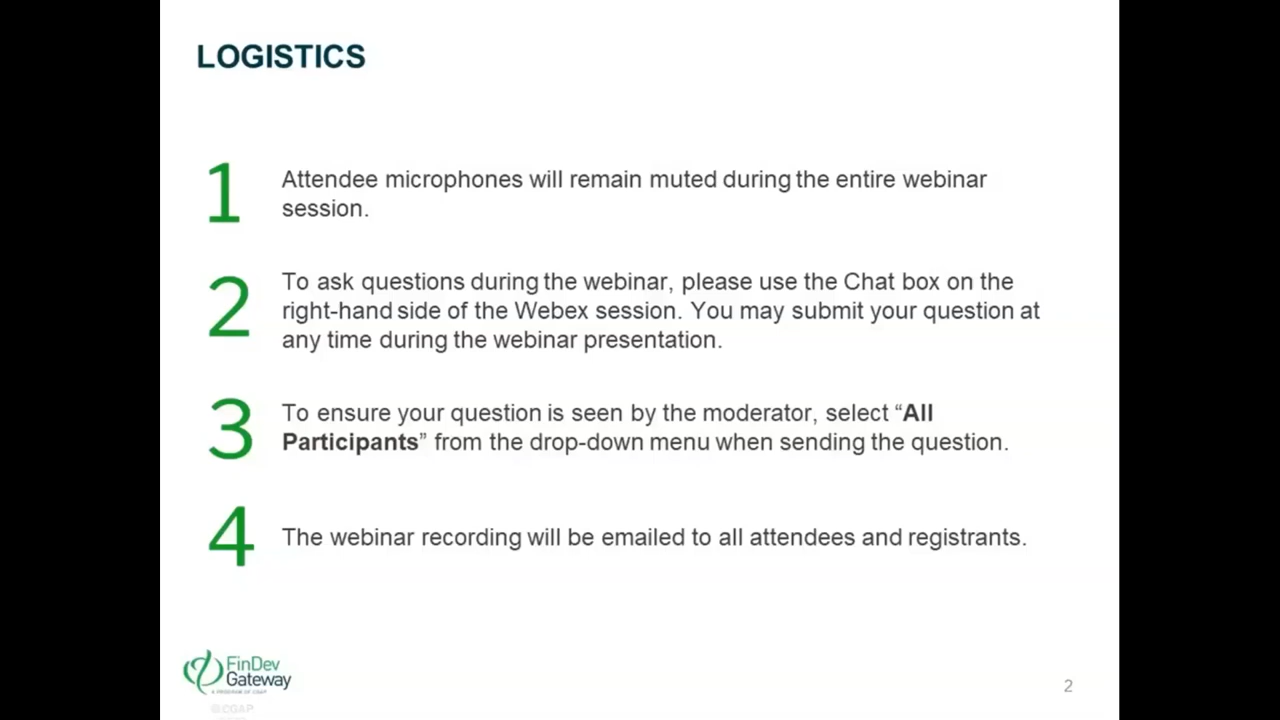 LOGISTICS
1
Attendee microphones will remain muted during the entire webinar
session.
2
To ask questions during the webinar, please use the Chat box on the
right-hand side of the Webex session. You may submit your question at
any time during the webinar presentation.
3
To ensure your question is seen by the moderator, select “All
Participants” from the drop-down menu when sending the question.
4
The webinar recording will be emailed to all attendees and registrants.
FinDev
Gateway
A PROGRAM OF CGAP
@CGAP
2